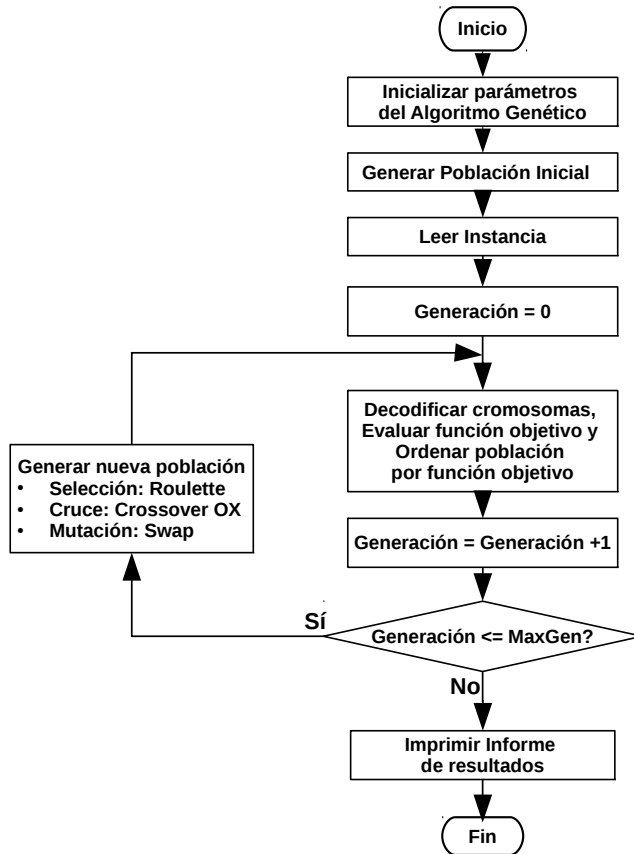 Inicio
Inicializar parámetros
del Algoritmo Genético
Generar Población Inicial
Leer Instancia
Generación = 0
Decodificar cromosomas,
Evaluar función objetivo y
Ordenar población
por función objetivo
Generar nueva población
• Selección: Roulette
• Cruce: Crossover OX
• Mutación: Swap
Generación = Generación +1
Sí
Generación <= MaxGen?
No
Imprimir Informe
de resultados
Fin